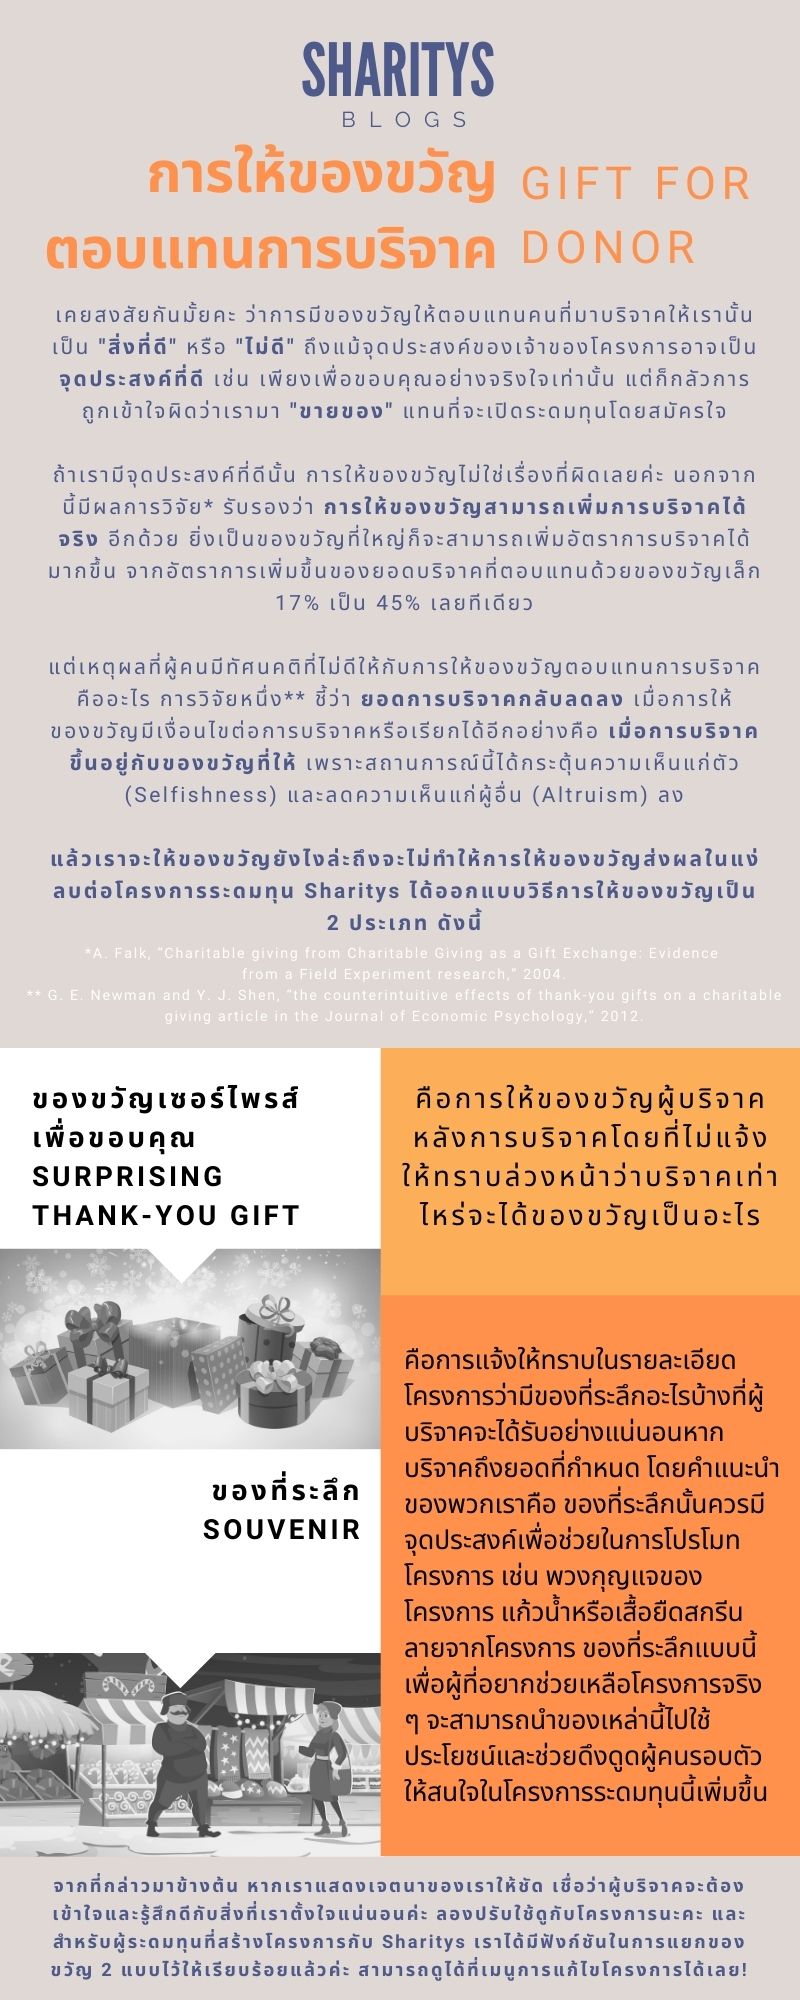 SHARITYS
BLOGS
การให้ของขวัญ
ตอบแทนการบริจาค
GIFT FOR
DONOR
เคยสงสัยกันมั้ยคะ ว่าการมีของขวัญให้ตอบแทนคนที่มาบริจาคให้เรานั้น
เป็น "สิ่งที่ดี" หรือ "ไม่ดี" ถึงแม้จุดประสงค์ของเจ้าของโครงการอาจเป็น
จุดประสงค์ที่ดี เช่น เพียงเพื่อขอบคุณอย่างจริงใจเท่านั้น แต่ก็กลัวการ
ถูกเข้าใจผิดว่าเรามา "ขายของ" แทนที่จะเปิดระดมทุนโดยสมัครใจ
ถ้าเรามีจุดประสงค์ที่ดีนั้น การให้ของขวัญไม่ใช่เรื่องที่ผิดเลยค่ะ นอกจาก
นี้มีผลการวิจัย* รับรองว่า การให้ของขวัญสามารถเพิ่มการบริจาคได้
จริง อีกด้วย ยิ่งเป็นของขวัญที่ใหญ่ก็จะสามารถเพิ่มอัตราการบริจาคได้
มากขึ้น จากอัตราการเพิ่มขึ้นของยอดบริจาคที่ตอบแทนด้วยของขวัญเล็ก
17% เป็น 45% เลยทีเดียว
แต่เหตุผลที่ผู้คนมีทัศนคติที่ไม่ดีให้กับการให้ของขวัญตอบแทนการบริจาค
คืออะไร การวิจัยหนึ่ง** ชี้ว่า ยอดการบริจาคกลับลดลง เมื่อการให้
ของขวัญมีเงื่อนไขต่อการบริจาคหรือเรียกได้อีกอย่างคือ เมื่อการบริจาค
ขึ้นอยู่กับของขวัญที่ให้ เพราะสถานการณ์นี้ได้กระตุ้นความเห็นแก่ตัว
(Selfishness) และลดความเห็นแก่ผู้อื่น (Altruism) ลง
แล้วเราจะให้ของขวัญยังไงล่ะถึงจะไม่ทำให้การให้ของขวัญส่งผลในแง่
ลบต่อโครงการระดมทุน Sharitys ได้ออกแบบวิธีการให้ของขวัญเป็น
2 ประเภท ดังนี้
*A. Falk, "Charitable giving from Charitable Giving as a Gift Exchange: Evidence
from a Field Experiment research," 2004.
** G. E. Newman and Y. J. Shen, "the counterintuitive effects of thank-you gifts on a charitable
giving article in the Journal of Economic Psychology," 2012.
ของขวัญเซอร์ไพรส์
เพื่อขอบคุณ
SURPRISING
THANK-YOU GIFT
คือการให้ของขวัญผู้บริจาค
หลังการบริจาคโดยที่ไม่แจ้ง
ให้ทราบล่วงหน้าว่าบริจาคเท่า
ไหร่จะได้ของขวัญเป็นอะไร
ของที่ระลึก
SOUVENIR
คือการแจ้งให้ทราบในรายละเอียด
โครงการว่ามีของที่ระลึกอะไรบ้างที่ผู้
บริจาคจะได้รับอย่างแน่นอนหาก
บริจาคถึงยอดที่กำหนด โดยคำแนะนำ
ของพวกเราคือ ของที่ระลึกนั้นควรมี
จุดประสงค์เพื่อช่วยในการโปรโมท
โครงการ เช่น พวงกุญแจของ
โครงการ แก้วน้ำหรือเสื้อยืดสกรีน
ลายจากโครงการ ของที่ระลึกแบบนี้
เพื่อผู้ที่อยากช่วยเหลือโครงการจริง
ๆ จะสามารถนำของเหล่านี้ไปใช้
ประโยชน์และช่วยดึงดูดผู้คนรอบตัว
ให้สนใจในโครงการระดมทุนนี้เพิ่มขึ้น
จากที่กล่าวมาข้างต้น หากเราแสดงเจตนาของเราให้ชัด เชื่อว่าผู้บริจาคจะต้อง
เข้าใจและรู้สึกดีกับสิ่งที่เราตั้งใจแน่นอนค่ะ ลองปรับใช้ดูกับโครงการนะคะ และ
สำหรับผู้ระดมทุนที่สร้างโครงการกับ Sharitys เราได้มีฟังก์ชันในการแยกของ
ขวัญ 2 แบบไว้ให้เรียบร้อยแล้วค่ะ สามารถดูได้ที่เมนูการแก้ไขโครงการได้เลย!